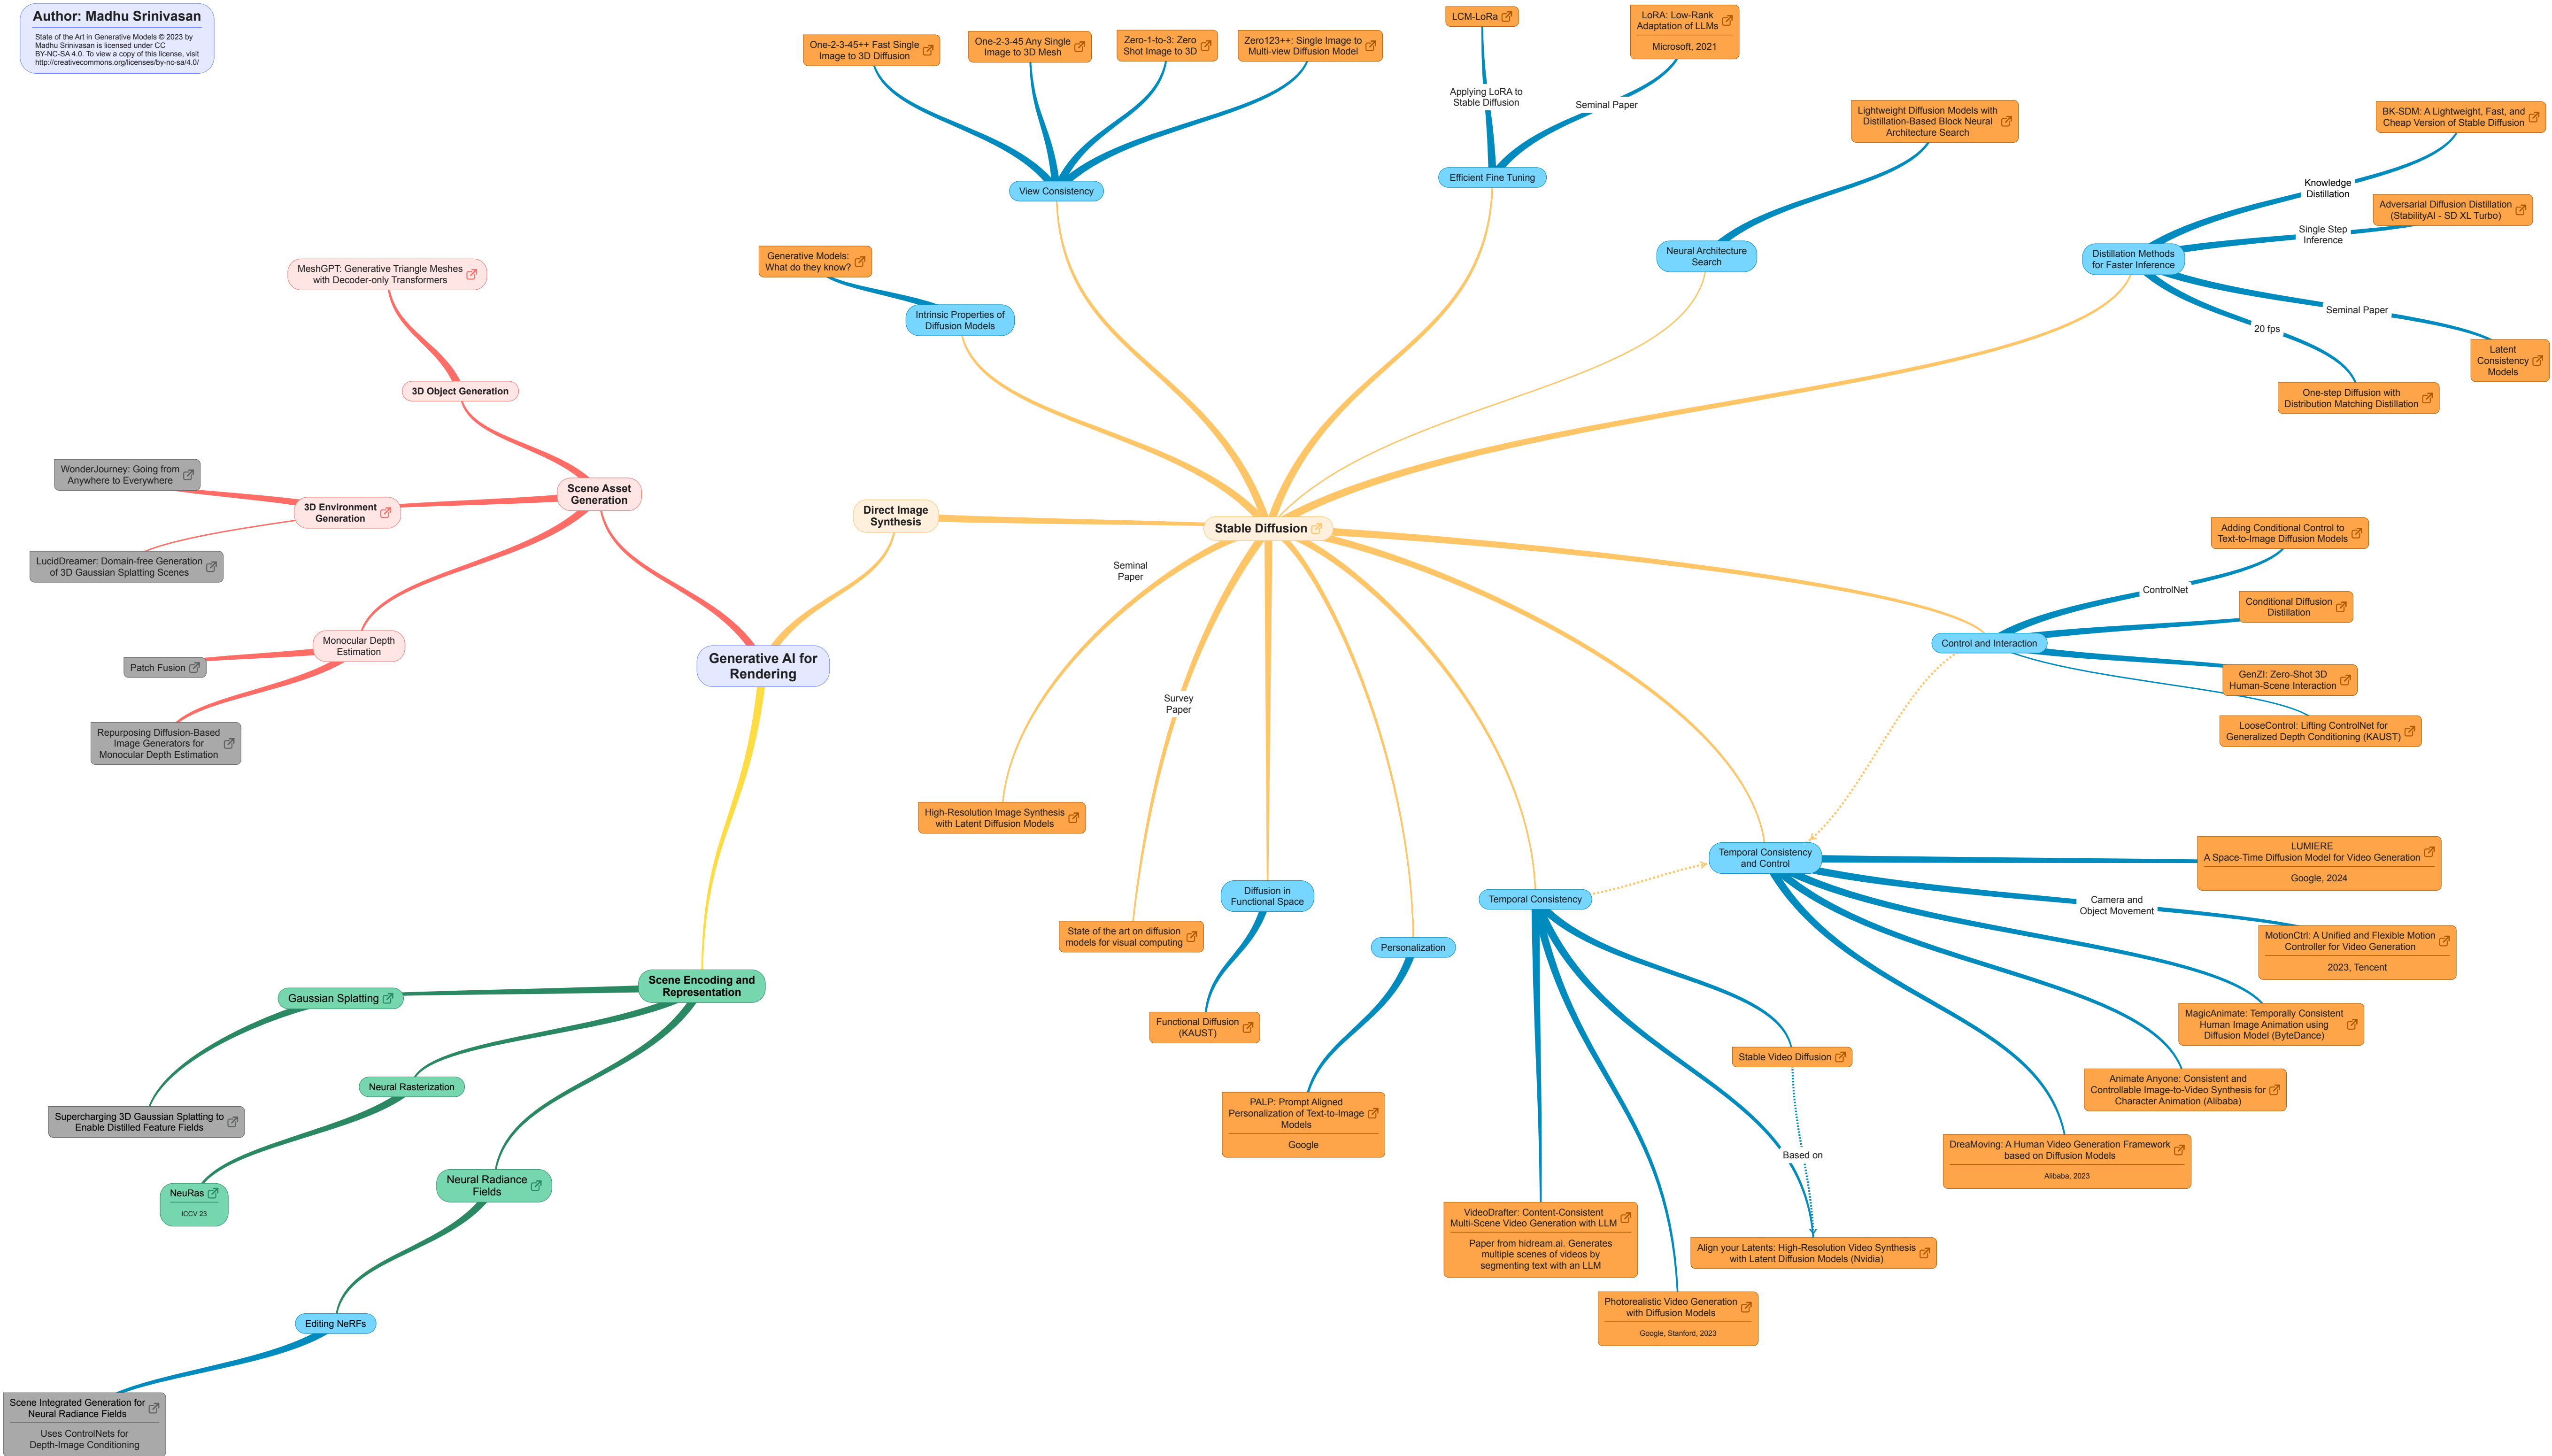 Author: Madhu Srinivasan
State of the Art in Generative Models © 2023 by
Madhu Srinivasan is licensed under CC
BY-NC-SA 4.0. To view a copy of this license, visit
http://creativecommons.org/licenses/by-nc-sa/4.0/
One-2-3-45++ Fast Single
Image to 3D Diffusion
One-2-3-45 Any Single
Image to 3D Mesh
Zero-1-to-3: Zero
Shot Image to 3D
Zero123++: Single Image to
Multi-view Diffusion Model
View Consistency
LCM-LoRa
LoRA: Low-Rank
Adaptation of LLMs
Microsoft, 2021
Applying LoRA to
Stable Diffusion
Seminal Paper
Efficient Fine Tuning
Lightweight Diffusion Models with
Distillation-Based Block Neural
Architecture Search
Neural Architecture
Search
BK-SDM: A Lightweight, Fast, and
Cheap Version of Stable Diffusion
Knowledge
Distillation
Adversarial Diffusion Distillation
(StabilityAI - SD XL Turbo)
Single Step
Inference
Distillation Methods
for Faster Inference
Seminal Paper
20 fps
Latent
Consistency
Models
One-step Diffusion with
Distribution Matching Distillation
Generative Models:
What do they know?
Intrinsic Properties of
Diffusion Models
MeshGPT: Generative Triangle Meshes
with Decoder-only Transformers
3D Object Generation
WonderJourney: Going from
Anywhere to Everywhere
3D Environment
Generation
Scene Asset
Generation
LucidDreamer: Domain-free Generation
of 3D Gaussian Splatting Scenes
Monocular Depth
Estimation
Patch Fusion
Repurposing Diffusion-Based
Image Generators for
Monocular Depth Estimation
Direct Image
Synthesis
Stable Diffusion
Generative AI for
Rendering
Seminal
Paper
Survey
Paper
High-Resolution Image Synthesis
with Latent Diffusion Models
State of the art on diffusion
models for visual computing
Diffusion in
Functional Space
Functional Diffusion
(KAUST)
Personalization
PALP: Prompt Aligned
Personalization of Text-to-Image
Models
Google
Adding Conditional Control to
Text-to-Image Diffusion Models
ControlNet
Conditional Diffusion
Distillation
Control and Interaction
GenZI: Zero-Shot 3D
Human-Scene Interaction
LooseControl: Lifting ControlNet for
Generalized Depth Conditioning (KAUST)
Temporal Consistency
and Control
LUMIERE
A Space-Time Diffusion Model for Video Generation
Google, 2024
Camera and
Object Movement
MotionCtrl: A Unified and Flexible Motion
Controller for Video Generation
2023, Tencent
MagicAnimate: Temporally Consistent
Human Image Animation using
Diffusion Model (ByteDance)
Animate Anyone: Consistent and
Controllable Image-to-Video Synthesis for
Character Animation (Alibaba)
DreaMoving: A Human Video Generation Framework
based on Diffusion Models
Alibaba, 2023
Temporal Consistency
Stable Video Diffusion
Based on
VideoDrafter: Content-Consistent
Multi-Scene Video Generation with LLM
Paper from hidream.ai. Generates
multiple scenes of videos by
segmenting text with an LLM
Align your Latents: High-Resolution Video Synthesis
with Latent Diffusion Models (Nvidia)
Photorealistic Video Generation
with Diffusion Models
Google, Stanford, 2023
Scene Encoding and
Representation
Gaussian Splatting
Supercharging 3D Gaussian Splatting to
Enable Distilled Feature Fields
Neural Rasterization
NeuRas
ICCV 23
Neural Radiance
Fields
Editing NeRFs
Scene Integrated Generation for
Neural Radiance Fields
Uses ControlNets for
Depth-Image Conditioning